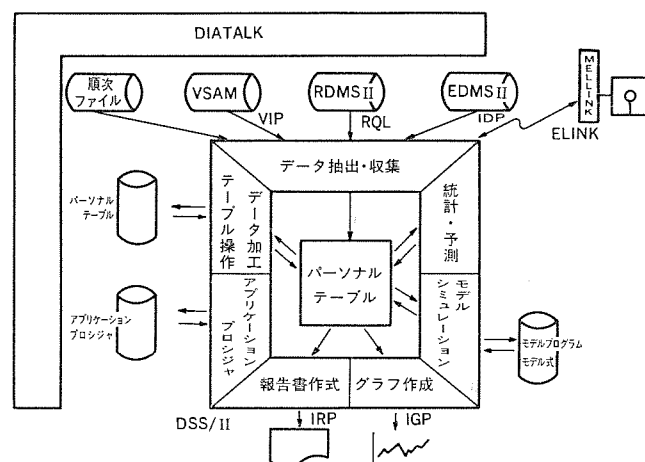 DIATALK
順次
ファイル
VSAM
RDMSⅡ
EDMSⅡ
MELLINK
VIP
RQL
IDP
ELINK
データ抽出・収集
パーソナル
テーブル
データ加工
テーブル操作
統計・予測
パーソナル
テーブル
アプリケーション
プロシジャ
アプリケーション
プロシジャ
モデル
シミュレーション
モデルプログラム
モデル式
報告書作式
グラフ作成
DSS/Ⅱ
IRP
IGP